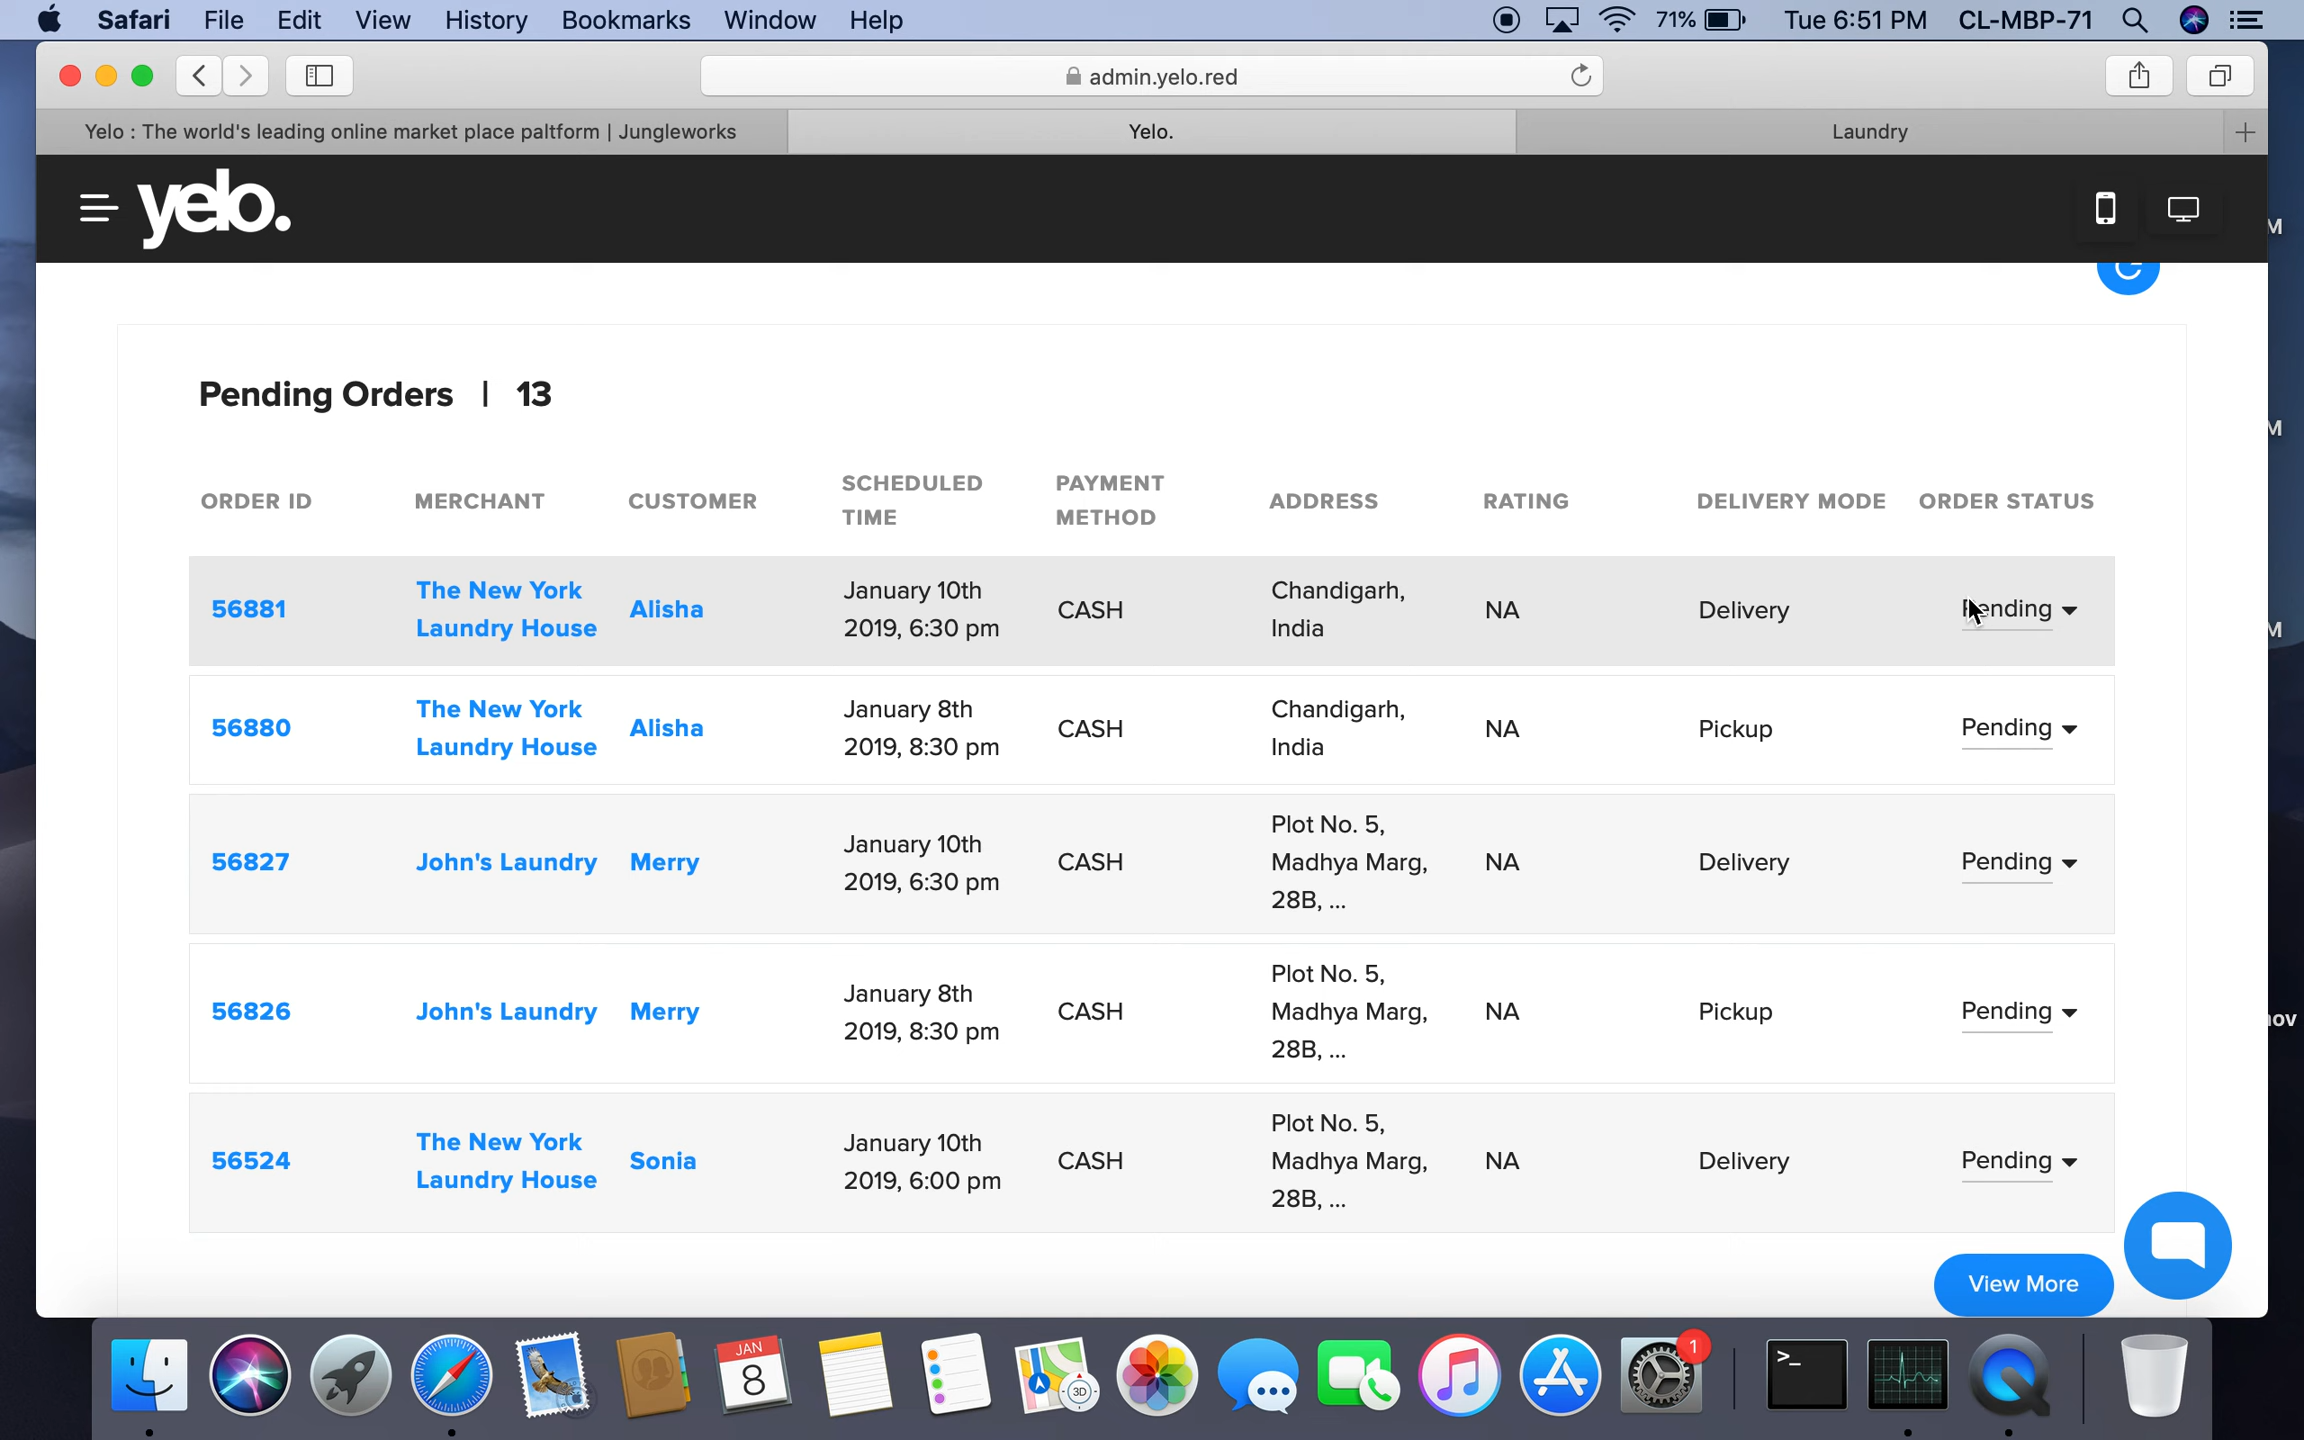 Safari File Edit View History Bookmarks Window Help 71% Tue 6:51 PM CL-MBP-71
admin.yelo.red
Yelo : The world's leading online market place paltform | Jungleworks Yelo. Laundry
yelo.
Pending Orders | 13
ORDER ID MERCHANT CUSTOMER SCHEDULED TIME PAYMENT METHOD ADDRESS RATING DELIVERY MODE ORDER STATUS
56881 The New York Laundry House Alisha January 10th 2019, 6:30 pm CASH Chandigarh, India NA Delivery Pending
56880 The New York Laundry House Alisha January 8th 2019, 8:30 pm CASH Chandigarh, India NA Pickup Pending
56827 John's Laundry Merry January 10th 2019, 6:30 pm CASH Plot No. 5, Madhya Marg, 28B, ... NA Delivery Pending
56826 John's Laundry Merry January 8th 2019, 8:30 pm CASH Plot No. 5, Madhya Marg, 28B, ... NA Pickup Pending
56524 The New York Laundry House Sonia January 10th 2019, 6:00 pm CASH Plot No. 5, Madhya Marg, 28B, ... NA Delivery Pending
View More
JAN
8
3D
1
>_